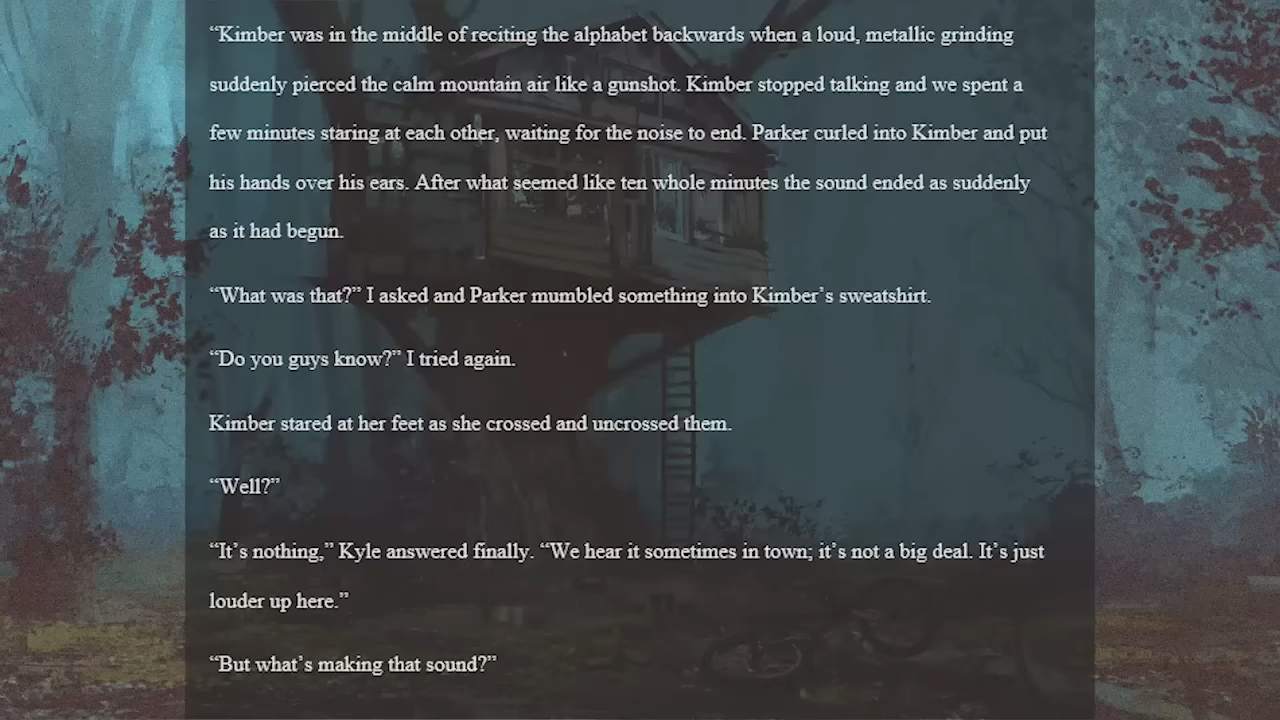 “Kimber was in the middle of reciting the alphabet backwards when a loud, metallic grinding
suddenly pierced the calm mountain air like a gunshot. Kimber stopped talking and we spent a
few minutes staring at each other, waiting for the noise to end. Parker curled into Kimber and put
his hands over his ears. After what seemed like ten whole minutes the sound ended as suddenly
as it had begun.
“What was that?” I asked and Parker mumbled something into Kimber’s sweatshirt.
“Do you guys know?” I tried again.
Kimber stared at her feet as she crossed and uncrossed them.
“Well?”
“It’s nothing,” Kyle answered finally. “We hear it sometimes in town; it’s not a big deal. It’s just
louder up here.”
“But what’s making that sound?”